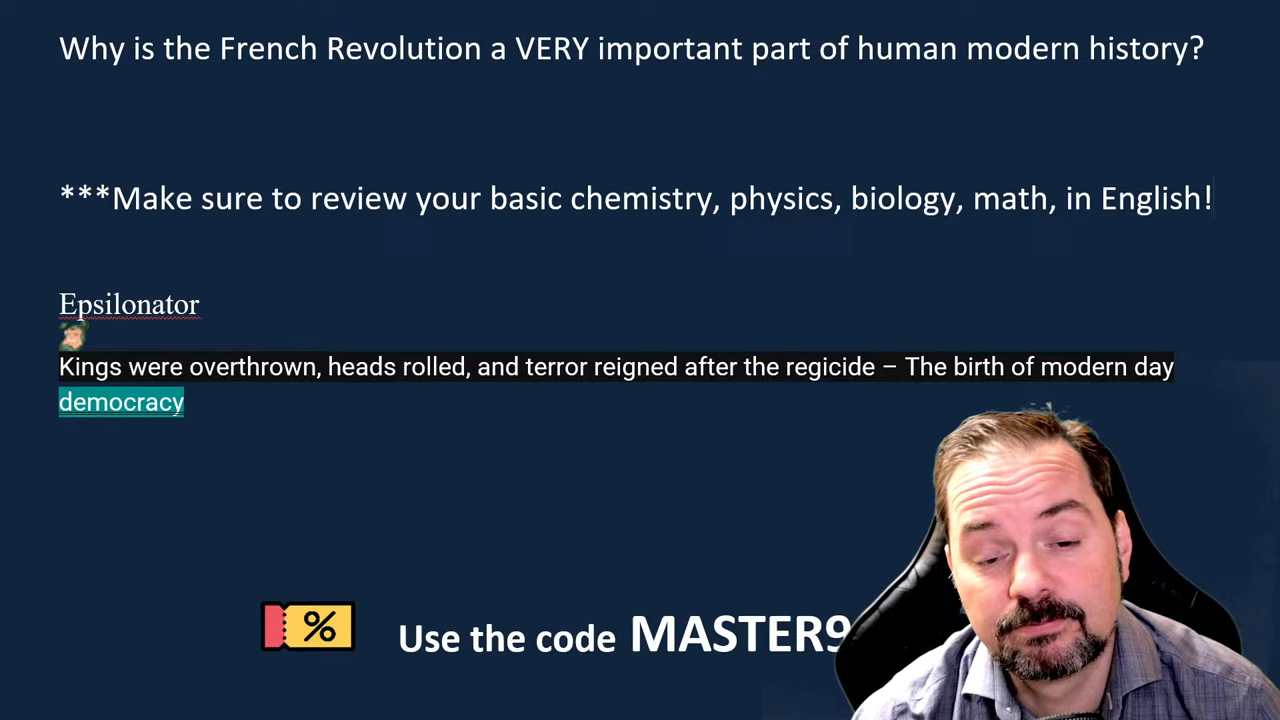 Why is the French Revolution a VERY important part of human modern history?
***Make sure to review your basic chemistry, physics, biology, math, in English!
Epsilonator
Kings were overthrown, heads rolled, and terror reigned after the regicide – The birth of modern day
democracy
%
Use the code MASTER9